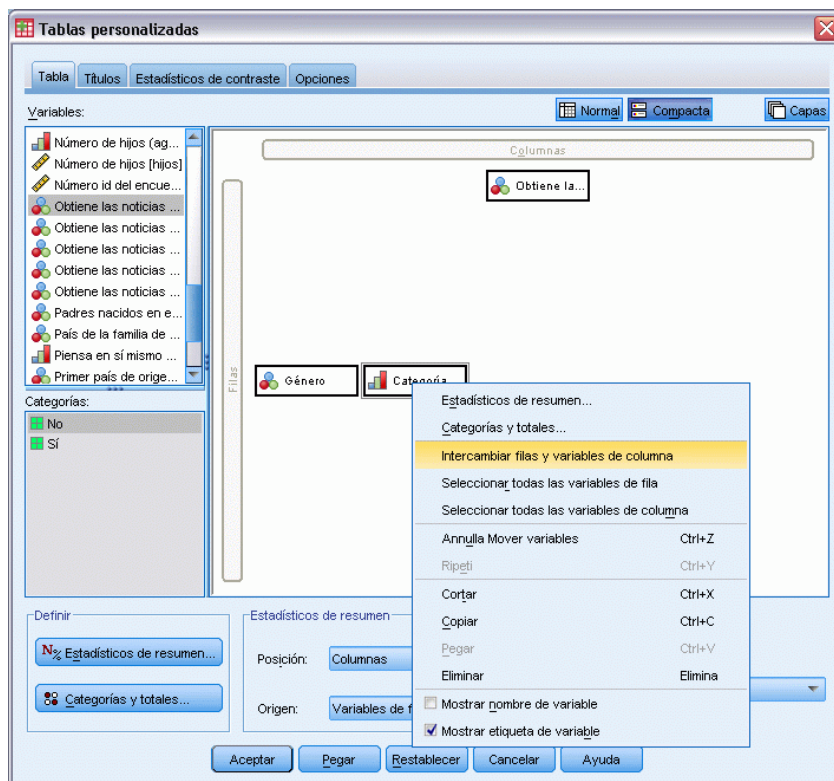 Tablas personalizadas
Tabla
Títulos
Estadísticos de contraste
Opciones
Variables:
Normal
Compacta
Capas
Número de hijos (ag...
Número de hijos [hijos]
Número id del encue...
Obtiene las noticias ...
Obtiene las noticias ...
Obtiene las noticias ...
Obtiene las noticias ...
Obtiene las noticias ...
Padres nacidos en e...
País de la familia de ...
Piensa en sí mismo ...
Primer país de orige...
Columnas
Obtiene la...
Filas
Género
Categoría
Categorías:
No
Sí
Estadísticos de resumen...
Categorías y totales...
Intercambiar filas y variables de columna
Seleccionar todas las variables de fila
Seleccionar todas las variables de columna
Annulla Mover variables Ctrl+Z
Ripeti Ctrl+Y
Cortar Ctrl+X
Copiar Ctrl+C
Pegar Ctrl+V
Eliminar Elimina
Mostrar nombre de variable
Mostrar etiqueta de variable
Definir
N% Estadísticos de resumen...
Categorías y totales...
Estadísticos de resumen
Posición: Columnas
Origen: Variables de f
Aceptar
Pegar
Restablecer
Cancelar
Ayuda